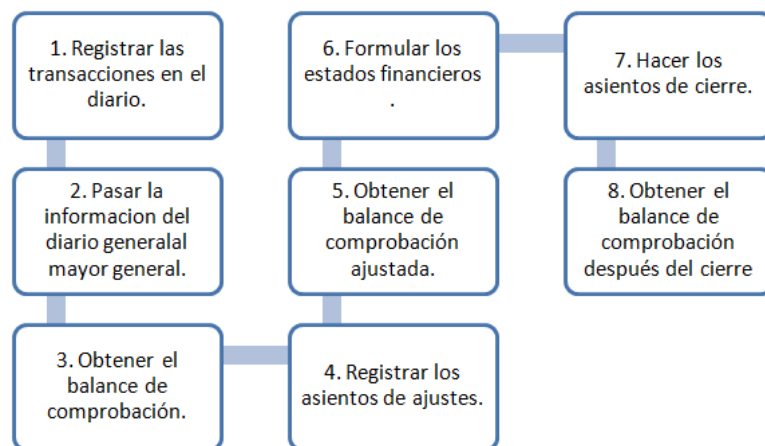 1. Registrar las
transacciones en el
diario.
2. Pasar la
informacion del
diario generalal
mayor general.
3. Obtener el
balance de
comprobación.
4. Registrar los
asientos de ajustes.
5. Obtener el
balance de
comprobación
ajustada.
6. Formular los
estados financieros
.
7. Hacer los
asientos de cierre.
8. Obtener el
balance de
comprobación
después del cierre